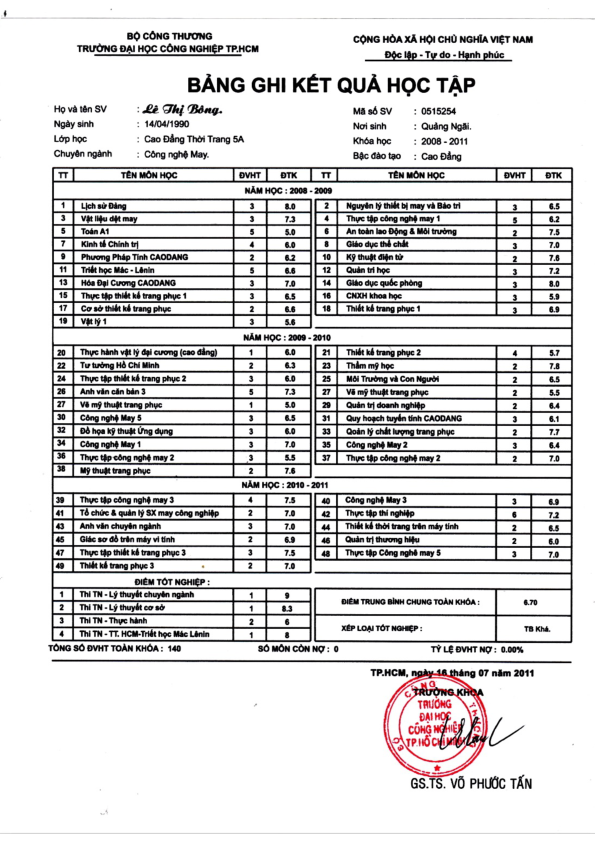 BỘ CÔNG THƯƠNG
TRƯỜNG ĐẠI HỌC CÔNG NGHIỆP TP.HCM
CỘNG HÒA XÃ HỘI CHỦ NGHĨA VIỆT NAM
Độc lập - Tự do - Hạnh phúc
BẢNG GHI KẾT QUẢ HỌC TẬP
Họ và tên SV : Lê Thị Bông. Mã số SV : 0515254
Ngày sinh : 14/04/1990 Nơi sinh : Quảng Ngãi.
Lớp học : Cao Đẳng Thời Trang 5A Khóa học : 2008 - 2011
Chuyên ngành : Công nghệ May. Bậc đào tạo : Cao Đẳng
TT TÊN MÔN HỌC ĐVHT ĐTK TT TÊN MÔN HỌC ĐVHT ĐTK
NĂM HỌC : 2008 - 2009
1 Lịch sử Đảng 3 8.0 2 Nguyên lý thiết bị may và Bảo trì 3 6.5
3 Vật liệu dệt may 3 7.3 4 Thực tập công nghệ may 1 5 6.2
5 Toán A1 5 5.0 6 An toàn lao Động & Môi trường 2 7.5
7 Kinh tế Chính trị 4 6.0 8 Giáo dục thể chất 3 7.0
9 Phương Pháp Tính CAODANG 2 6.2 10 Kỹ thuật điện tử 2 7.6
11 Triết học Mác - Lênin 5 6.6 12 Quản trị học 3 7.2
13 Hóa Đại Cương CAODANG 3 7.0 14 Giáo dục quốc phòng 3 8.0
15 Thực tập thiết kế trang phục 1 3 6.5 16 CNXH khoa học 3 5.9
17 Cơ sở thiết kế trang phục 2 6.6 18 Thiết kế trang phục 1 3 6.9
19 Vật lý 1 3 5.6
NĂM HỌC : 2009 - 2010
20 Thực hành vật lý đại cương (cao đẳng) 1 6.0 21 Thiết kế trang phục 2 4 5.7
22 Tư tưởng Hồ Chí Minh 2 6.3 23 Thẩm mỹ học 2 7.8
24 Thực tập thiết kế trang phục 2 3 6.0 25 Môi Trường và Con Người 2 6.5
26 Anh văn căn bản 3 5 7.3 27 Vẽ mỹ thuật trang phục 2 5.5
27 Vẽ mỹ thuật trang phục 1 5.0 29 Quản trị doanh nghiệp 2 6.4
30 Công nghệ May 5 3 6.5 31 Quy hoạch tuyến tính CAODANG 3 6.1
32 Đồ họa kỹ thuật Ứng dụng 3 6.0 33 Quản lý chất lượng trang phục 2 7.7
34 Công nghệ May 1 3 7.0 35 Công nghệ May 2 3 6.4
36 Thực tập công nghệ may 2 3 5.5 37 Thực tập công nghệ may 2 2 7.0
38 Mỹ thuật trang phục 2 7.6
NĂM HỌC : 2010 - 2011
39 Thực tập công nghệ may 3 4 7.5 40 Công nghệ May 3 3 6.9
41 Tổ chức & quản lý SX may công nghiệp 2 7.0 42 Thực tập thí nghiệp 6 7.2
43 Anh văn chuyên ngành 3 7.0 44 Thiết kế thời trang trên máy tính 2 6.5
45 Giác sơ đồ trên máy vi tính 2 6.9 46 Quản trị thương hiệu 2 6.0
47 Thực tập thiết kế trang phục 3 3 7.5 48 Thực tập Công nghệ may 5 3 7.0
49 Thiết kế trang phục 3 2 7.0
ĐIỂM TỐT NGHIỆP :
1 Thi TN - Lý thuyết chuyên ngành 1 9
2 Thi TN - Lý thuyết cơ sở 1 8.3
ĐIỂM TRUNG BÌNH CHUNG TOÀN KHÓA : 6.70
3 Thi TN - Thực hành 2 6
4 Thi TN - TT. HCM-Triết học Mác Lênin 1 8
XẾP LOẠI TỐT NGHIỆP : TB Khá.
TỔNG SỐ ĐVHT TOÀN KHÓA : 140 SỐ MÔN CÒN NỢ : 0 TỶ LỆ ĐVHT NỢ : 0.00%
TP.HCM, ngày 16 tháng 07 năm 2011
TRƯỞNG KHOA
TRƯỜNG
ĐẠI HỌC
CÔNG NGHIỆP
TP HỒ CHÍ MINH
GS.TS. VÕ PHƯỚC TẤN